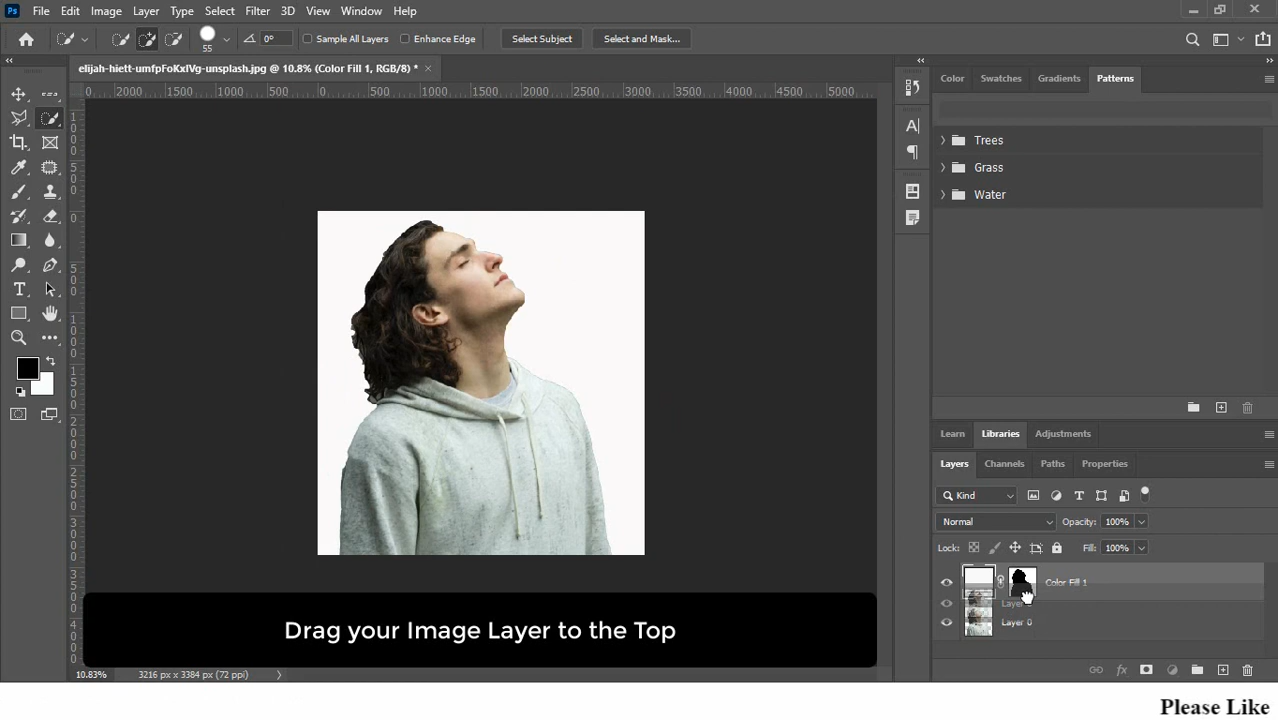 Ps File Edit Image Layer Type Select Filter 3D View Window Help
55 0° Sample All Layers Enhance Edge Select Subject Select and Mask...
elijah-hiett-umfpFoKxIVg-unsplash.jpg @ 10.8% (Color Fill 1, RGB/8) *
0 2000 1500 1000 500 0 500 1000 1500 2000 2500 3000 3500 4000 4500 5000
Color Swatches Gradients Patterns
Trees
Grass
Water
Learn Libraries Adjustments
Layers Channels Paths Properties
Kind
Normal Opacity: 100%
Lock: Fill: 100%
Color Fill 1
Layer 0
Drag your Image Layer to the Top
10.83% 3216 px x 3384 px (72 ppi)
Please Like